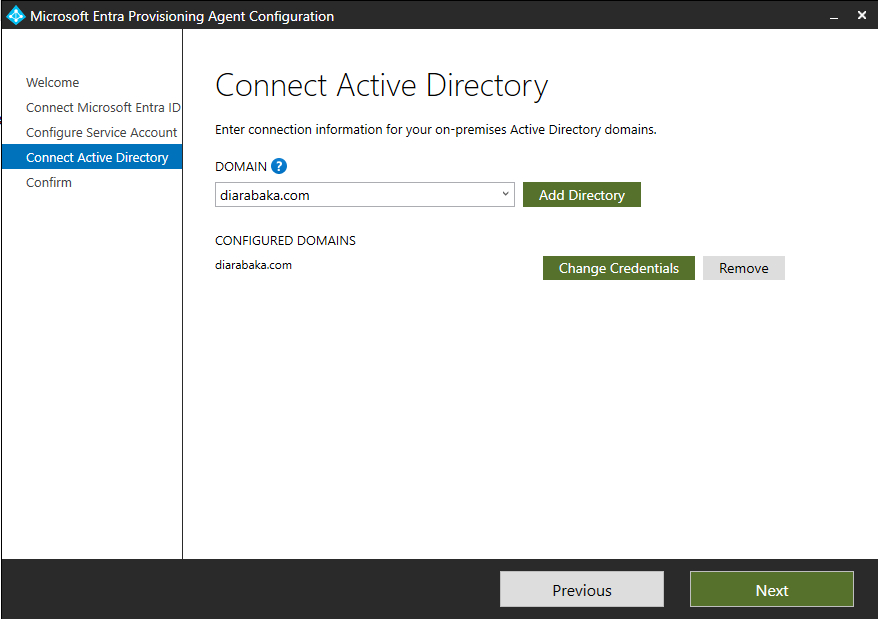 Microsoft Entra Provisioning Agent Configuration
Welcome
Connect Microsoft Entra ID
Configure Service Account
Connect Active Directory
Confirm
Connect Active Directory
Enter connection information for your on-premises Active Directory domains.
DOMAIN ?
diarabaka.com Add Directory
CONFIGURED DOMAINS
diarabaka.com Change Credentials Remove
Previous Next